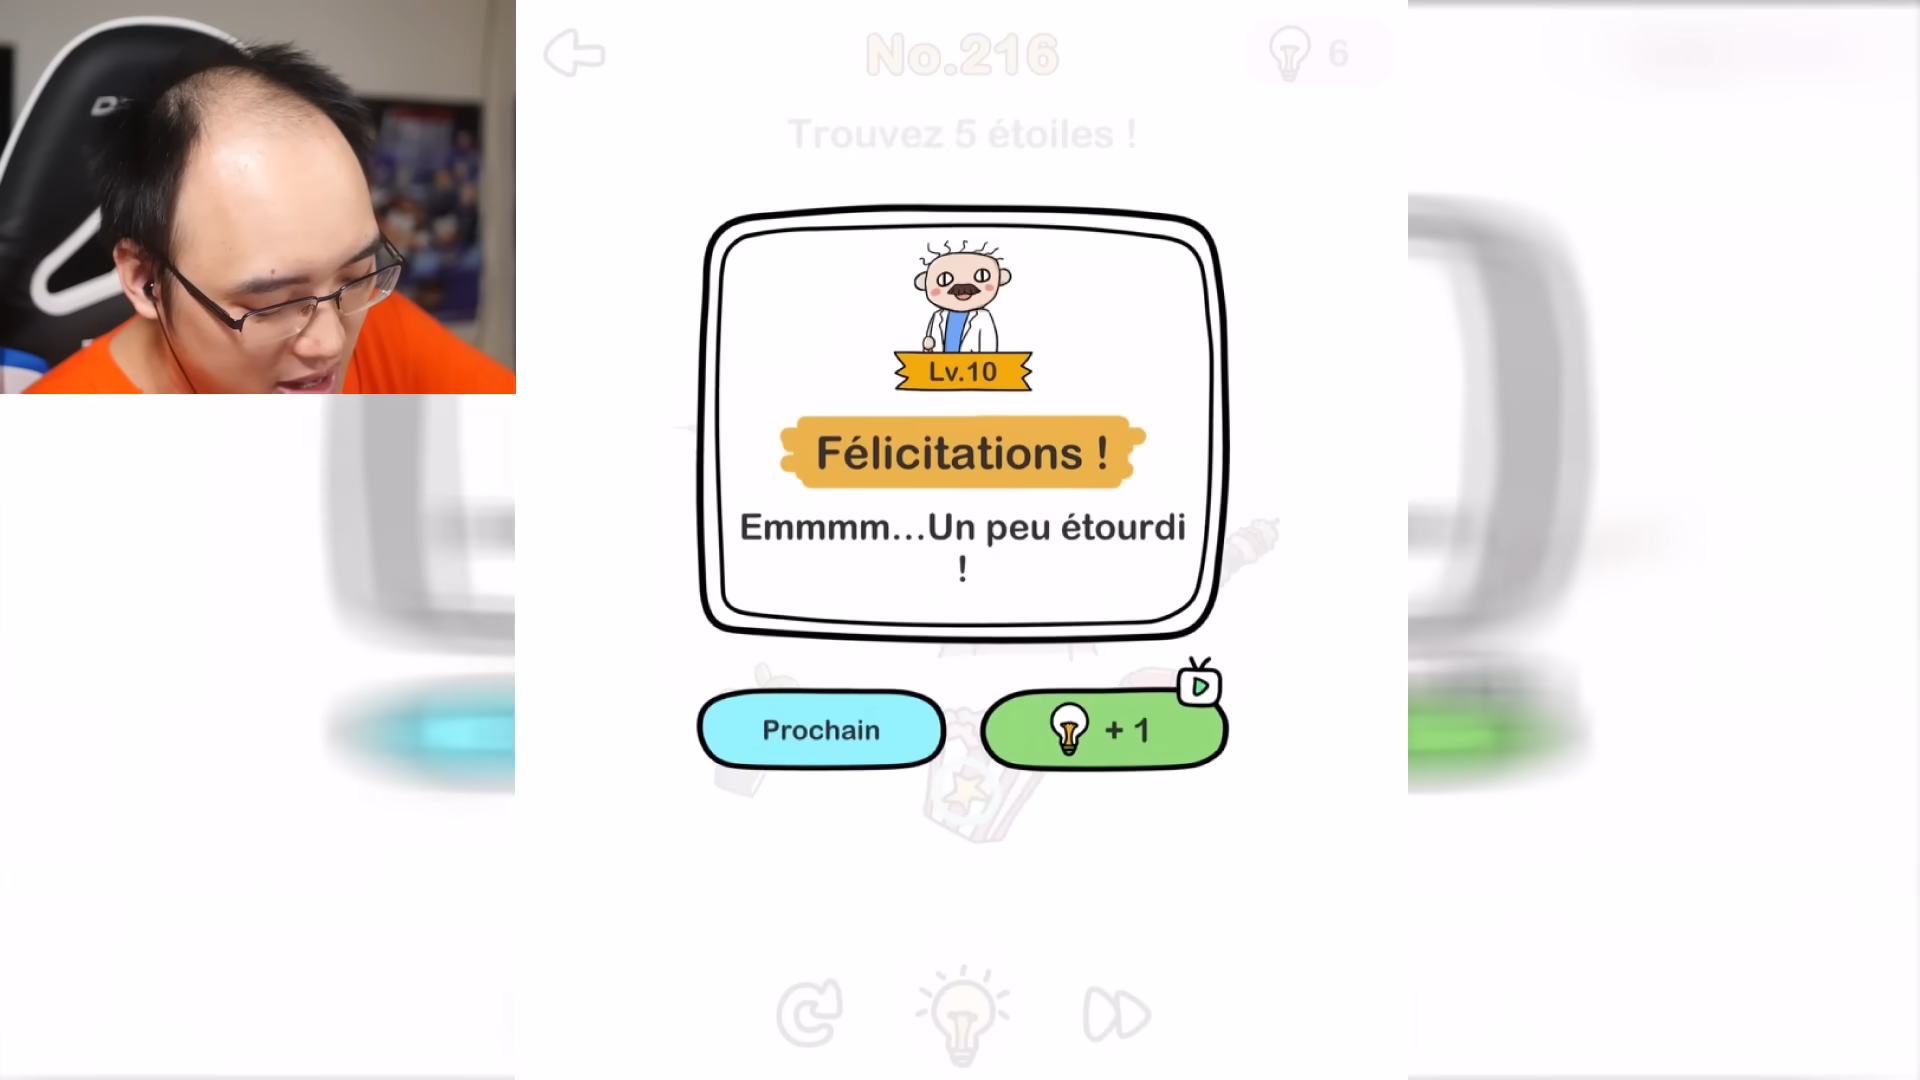 No.216
6
Trouvez 5 étoiles !
Lv.10
Félicitations !
Emmmm...Un peu étourdi
!
Prochain
+ 1